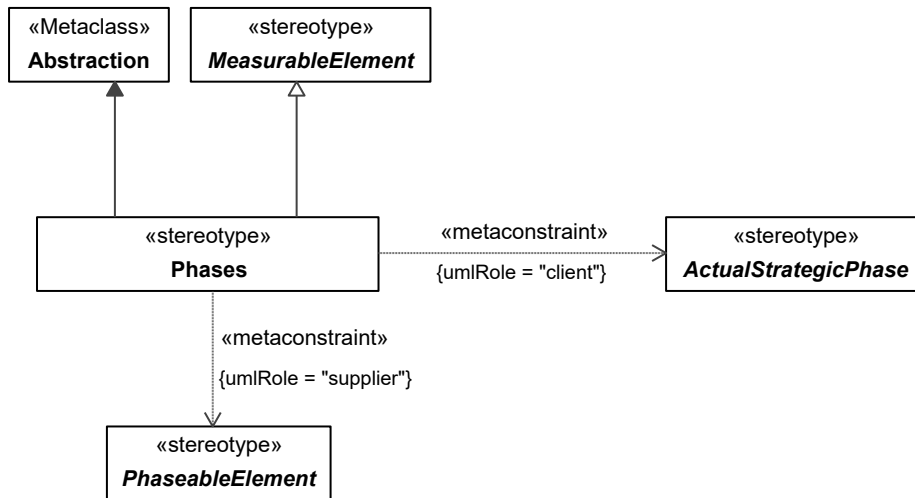 «Metaclass»
Abstraction
«stereotype»
MeasurableElement
«stereotype»
Phases
«metaconstraint»
{umlRole = "client"}
«stereotype»
ActualStrategicPhase
«metaconstraint»
{umlRole = "supplier"}
«stereotype»
PhaseableElement